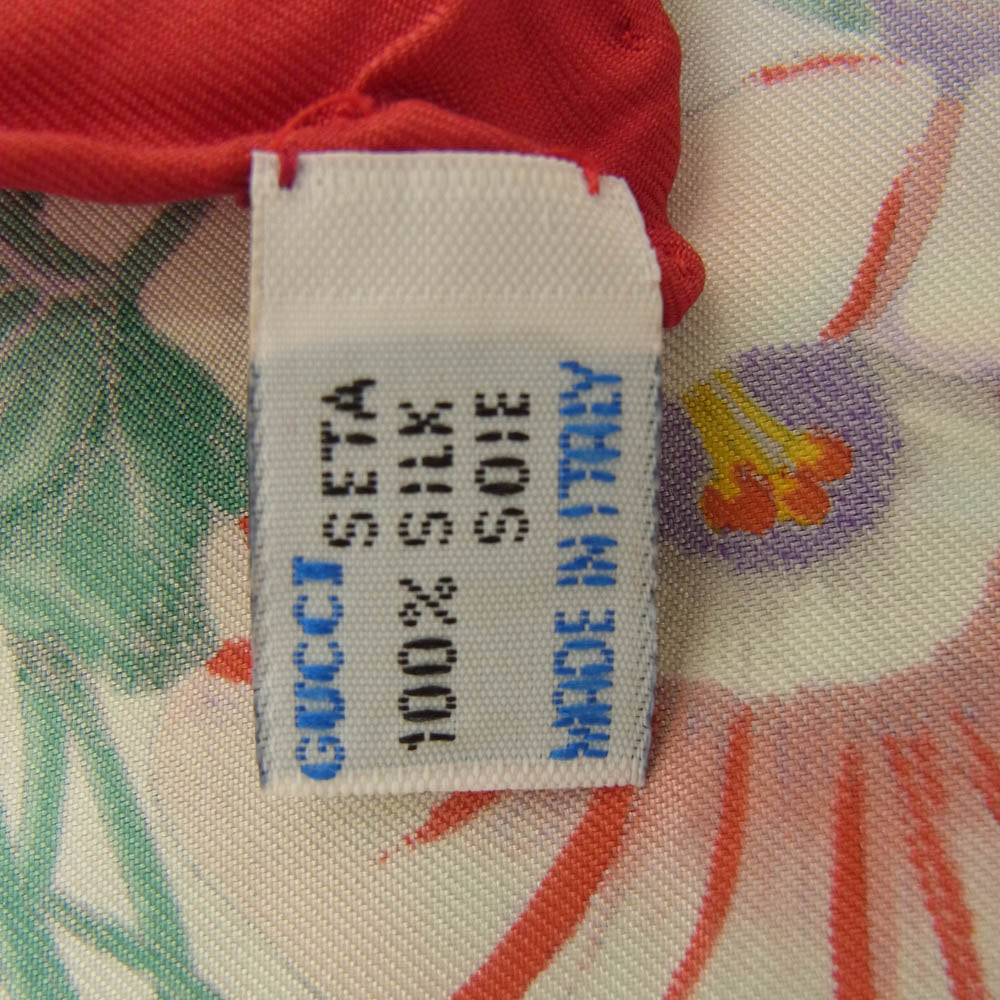 GUCCI
SETA
100% SILK
SOIE
MADE IN ITALY